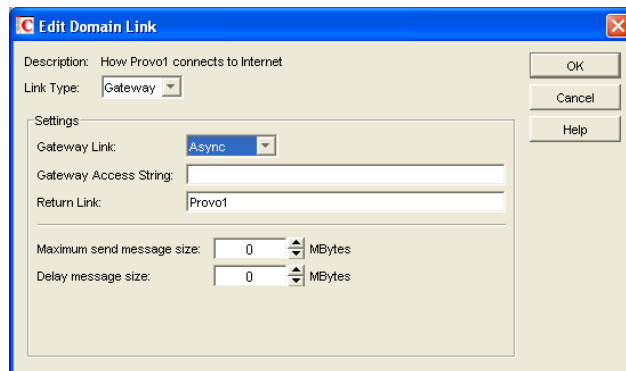 Edit Domain Link
Description: How Provo1 connects to Internet
OK
Link Type: Gateway
Cancel
Settings
Help
Gateway Link: Async
Gateway Access String:
Return Link: Provo1
Maximum send message size: 0 MBytes
Delay message size: 0 MBytes